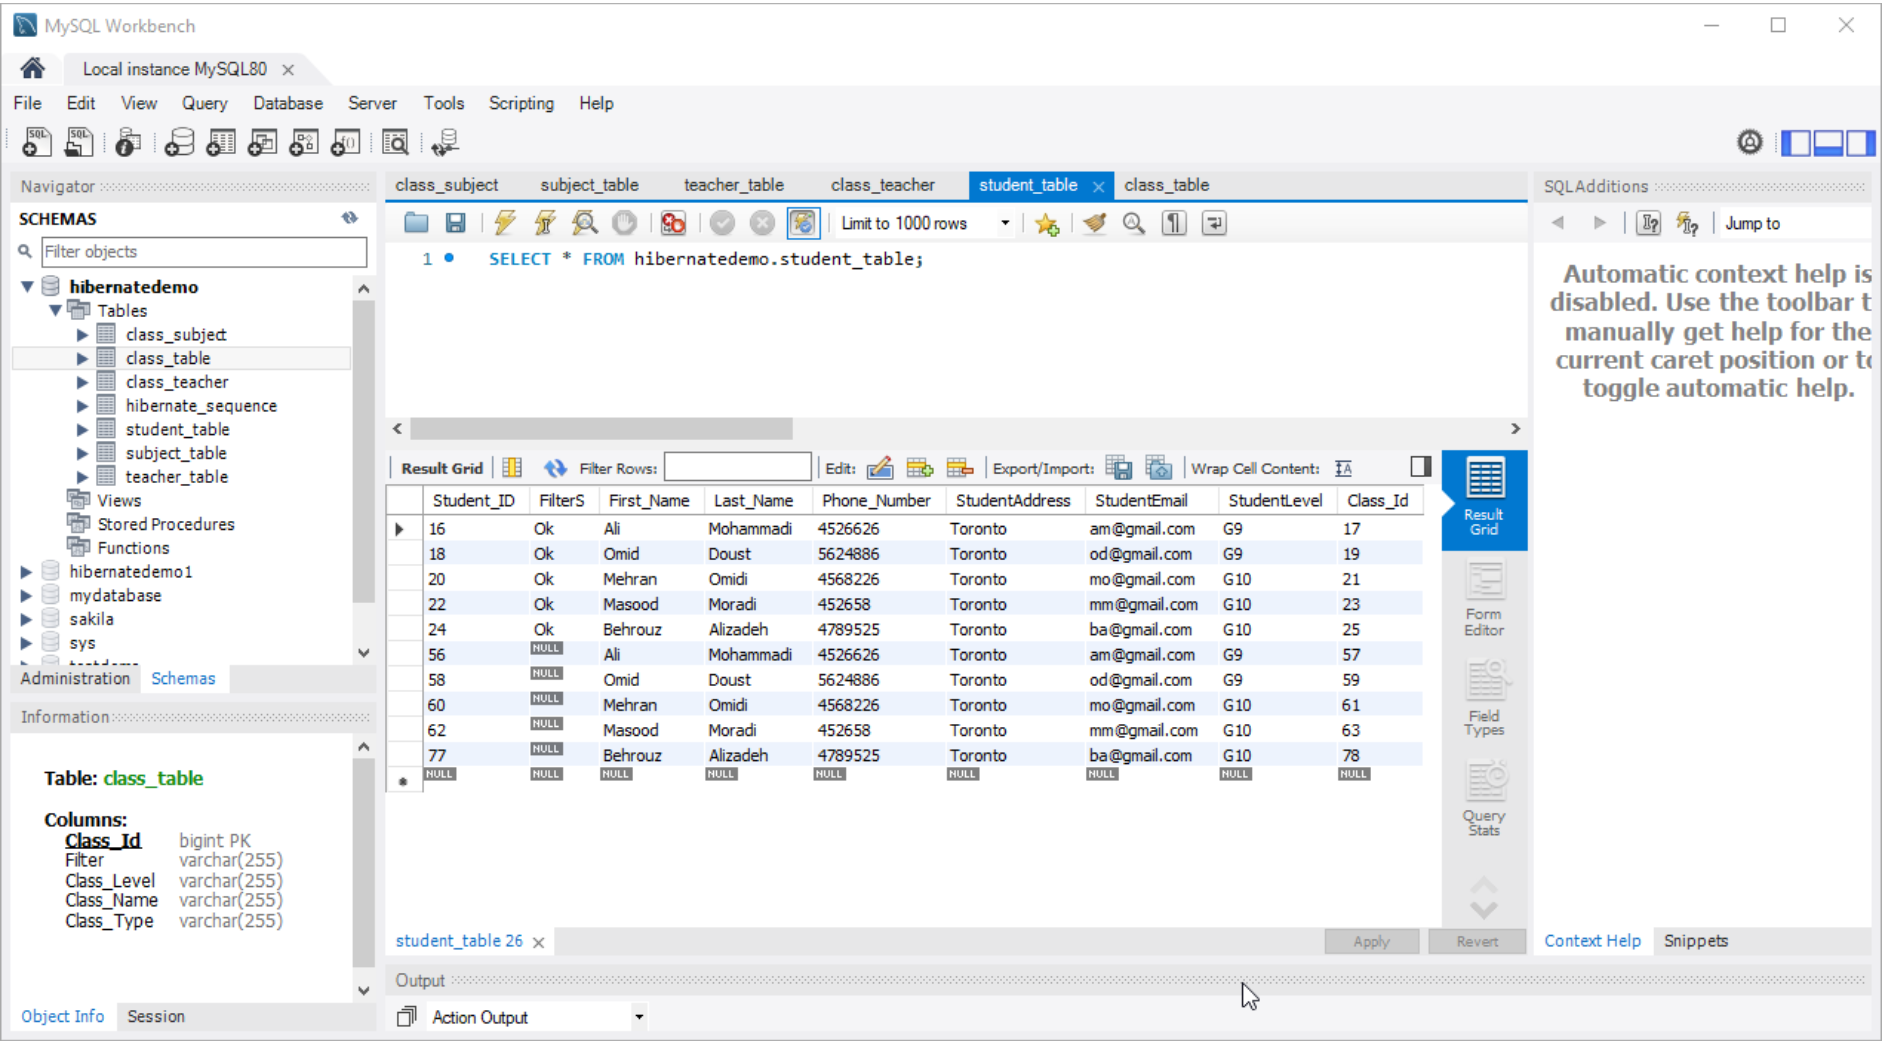 MySQL Workbench
Local instance MySQL80
File Edit View Query Database Server Tools Scripting Help
Navigator
SCHEMAS
Filter objects
hibernatedemo
Tables
class_subject
class_table
class_teacher
hibernate_sequence
student_table
subject_table
teacher_table
Views
Stored Procedures
Functions
hibernatedemo1
mydatabase
sakila
sys
Administration Schemas
Information
Table: class_table
Columns:
Class_Id bigint PK
Filter varchar(255)
Class_Level varchar(255)
Class_Name varchar(255)
Class_Type varchar(255)
Object Info Session
class_subject subject_table teacher_table class_teacher student_table class_table
Limit to 1000 rows
1 SELECT * FROM hibernatedemo.student_table;
Result Grid Filter Rows: Edit: Export/Import: Wrap Cell Content:
Student_ID FilterS First_Name Last_Name Phone_Number StudentAddress StudentEmail StudentLevel Class_Id
16 Ok Ali Mohammadi 4526626 Toronto am@gmail.com G9 17
18 Ok Omid Doust 5624886 Toronto od@gmail.com G9 19
20 Ok Mehran Omidi 4568226 Toronto mo@gmail.com G10 21
22 Ok Masood Moradi 452658 Toronto mm@gmail.com G10 23
24 Ok Behrouz Alizadeh 4789525 Toronto ba@gmail.com G10 25
56 NULL Ali Mohammadi 4526626 Toronto am@gmail.com G9 57
58 NULL Omid Doust 5624886 Toronto od@gmail.com G9 59
60 NULL Mehran Omidi 4568226 Toronto mo@gmail.com G10 61
62 NULL Masood Moradi 452658 Toronto mm@gmail.com G10 63
77 NULL Behrouz Alizadeh 4789525 Toronto ba@gmail.com G10 78
NULL NULL NULL NULL NULL NULL NULL NULL NULL
Result
Grid
Form
Editor
Field
Types
Query
Stats
student_table 26
Apply Revert
Output
Action Output
SQLAdditions
Jump to
Automatic context help is
disabled. Use the toolbar t
manually get help for the
current caret position or to
toggle automatic help.
Context Help Snippets